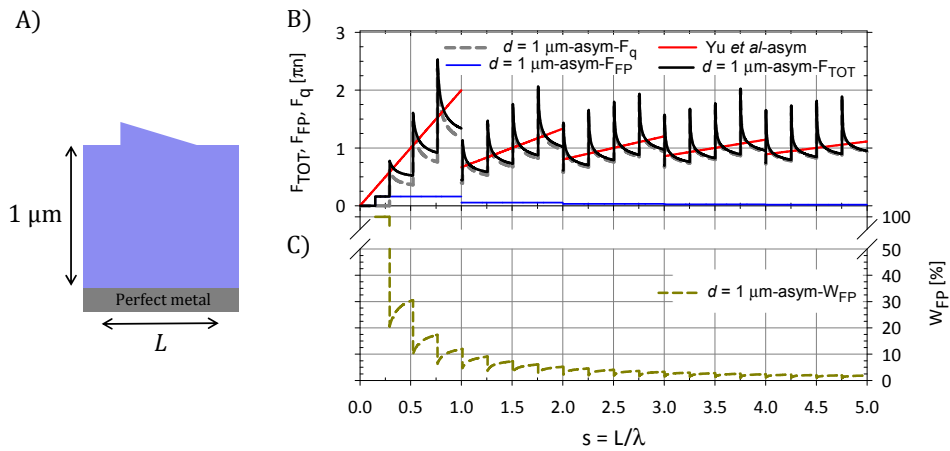 A)
1 μm
Perfect metal
L
B)
F_TOT, F_FP, F_q [πn]
3
2
1
0
d = 1 μm-asym-F_q
d = 1 μm-asym-F_FP
Yu et al-asym
d = 1 μm-asym-F_TOT
C)
100
50
40
30
20
10
0
W_FP [%]
d = 1 μm-asym-W_FP
0.0 0.5 1.0 1.5 2.0 2.5 3.0 3.5 4.0 4.5 5.0
s = L/λ